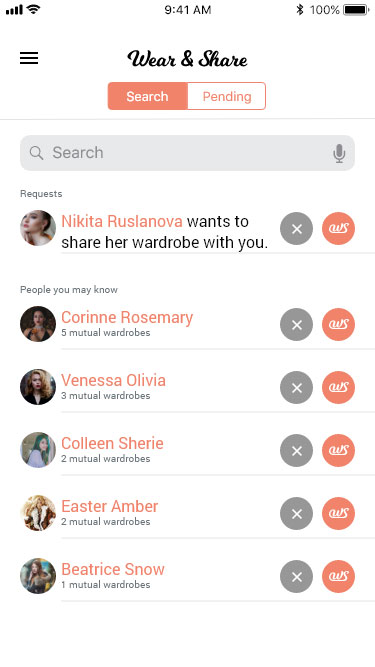 9:41 AM 100%
Wear & Share
Search Pending
Search
Requests
Nikita Ruslanova wants to
share her wardrobe with you.
WS
People you may know
Corinne Rosemary
5 mutual wardrobes
WS
Venessa Olivia
3 mutual wardrobes
WS
Colleen Sherie
2 mutual wardrobes
WS
Easter Amber
2 mutual wardrobes
WS
Beatrice Snow
1 mutual wardrobes
WS